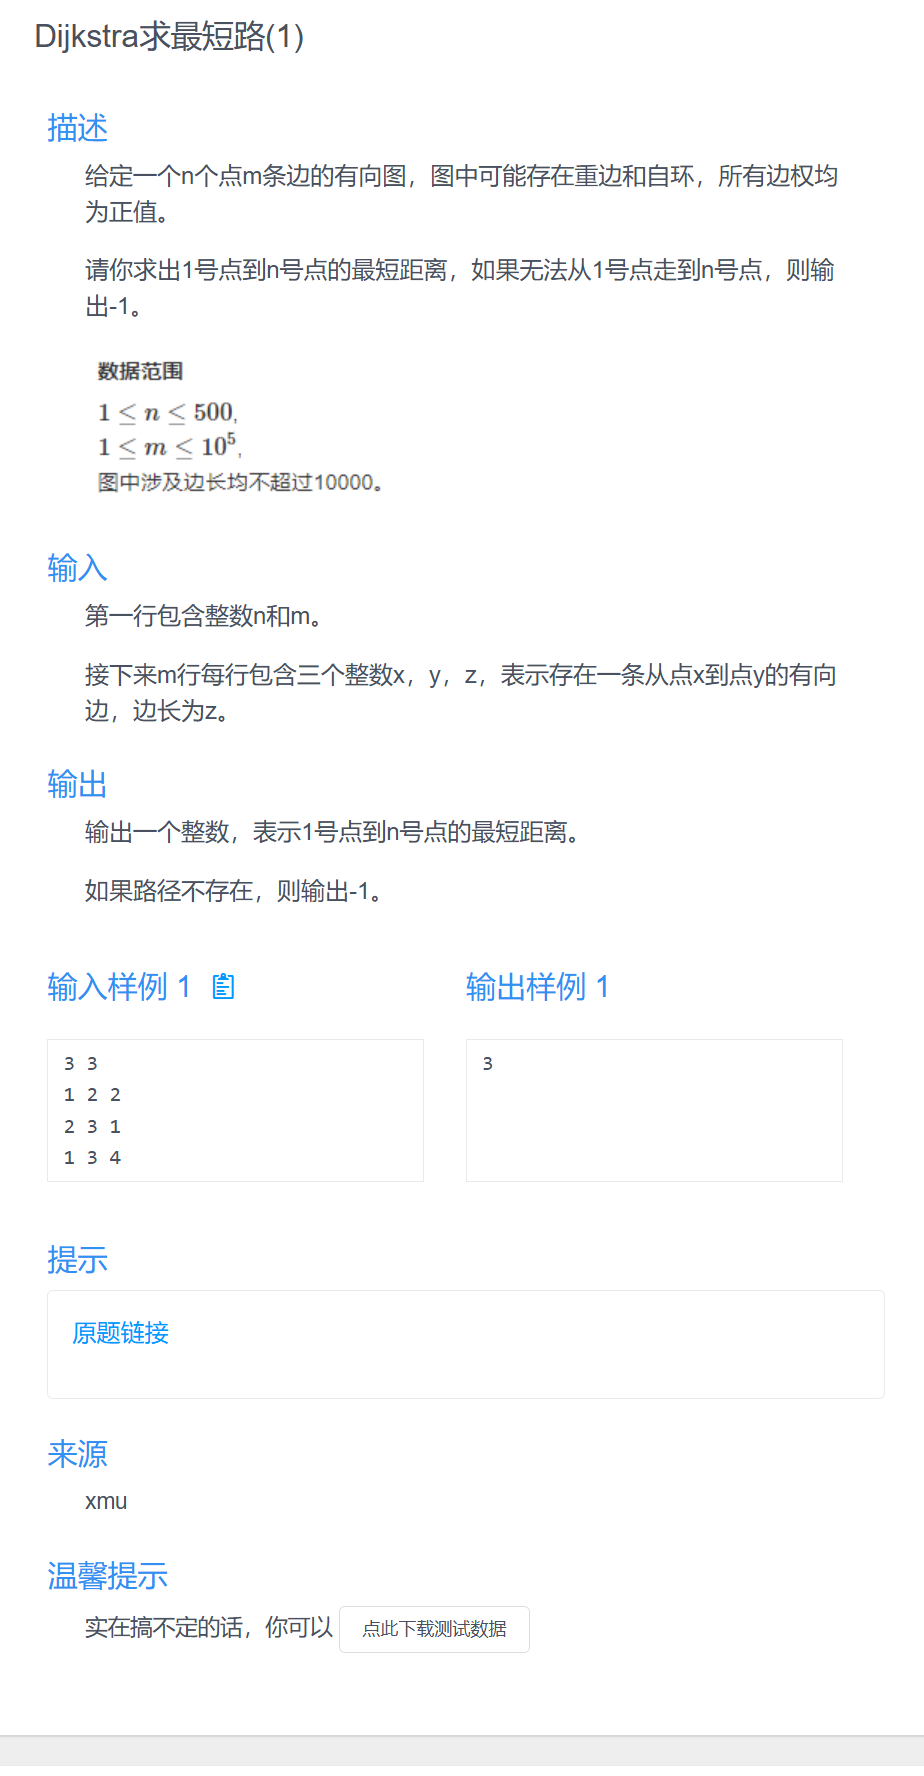 Dijkstra求最短路(1)
描述
给定一个n个点m条边的有向图，图中可能存在重边和自环，所有边权均
为正值。
请你求出1号点到n号点的最短距离，如果无法从1号点走到n号点，则输
出-1。
数据范围
1 ≤ n ≤ 500,
1 ≤ m ≤ 10⁵,
图中涉及边长均不超过10000。
输入
第一行包含整数n和m。
接下来m行每行包含三个整数x，y，z，表示存在一条从点x到点y的有向
边，边长为z。
输出
输出一个整数，表示1号点到n号点的最短距离。
如果路径不存在，则输出-1。
输入样例 1
3 3
1 2 2
2 3 1
1 3 4
输出样例 1
3
提示
原题链接
来源
xmu
温馨提示
实在搞不定的话，你可以 点此下载测试数据